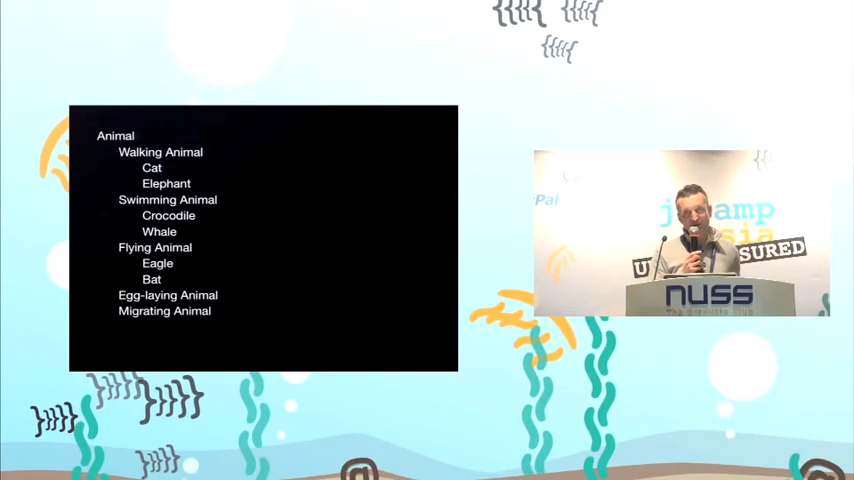 Animal
Walking Animal
Cat
Elephant
Swimming Animal
Crocodile
Whale
Flying Animal
Eagle
Bat
Egg-laying Animal
Migrating Animal
nuss